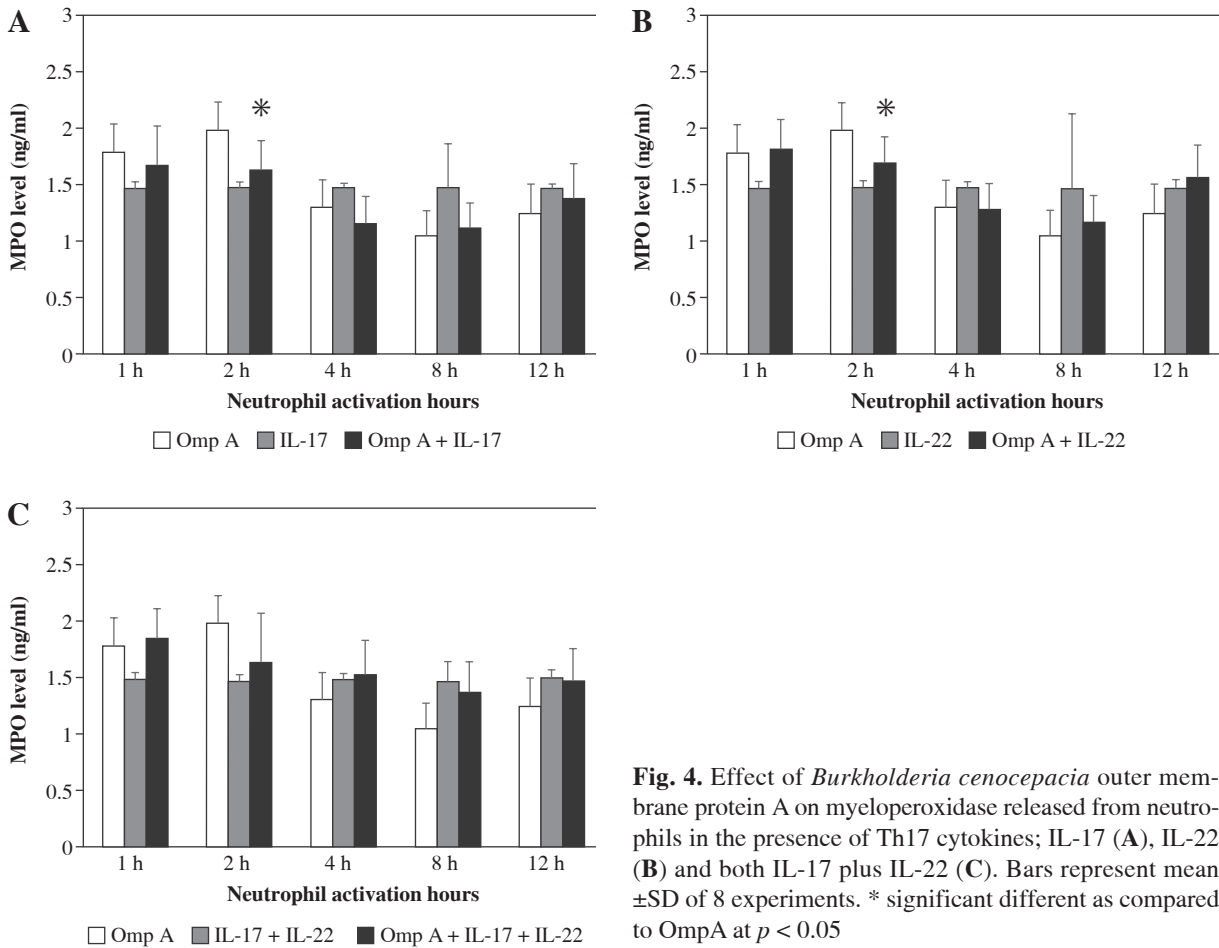 A
3
2.5
2
1.5
1
0.5
0
MPO level (ng/ml)
*
1 h 2 h 4 h 8 h 12 h
Neutrophil activation hours
Omp A IL-17 Omp A + IL-17
B
3
2.5
2
1.5
1
0.5
0
MPO level (ng/ml)
*
1 h 2 h 4 h 8 h 12 h
Neutrophil activation hours
Omp A IL-22 Omp A + IL-22
C
3
2.5
2
1.5
1
0.5
0
MPO level (ng/ml)
1 h 2 h 4 h 8 h 12 h
Neutrophil activation hours
Omp A IL-17 + IL-22 Omp A + IL-17 + IL-22
Fig. 4. Effect of Burkholderia cenocepacia outer mem-
brane protein A on myeloperoxidase released from neutro-
phils in the presence of Th17 cytokines; IL-17 (A), IL-22
(B) and both IL-17 plus IL-22 (C). Bars represent mean
±SD of 8 experiments. * significant different as compared
to OmpA at p < 0.05